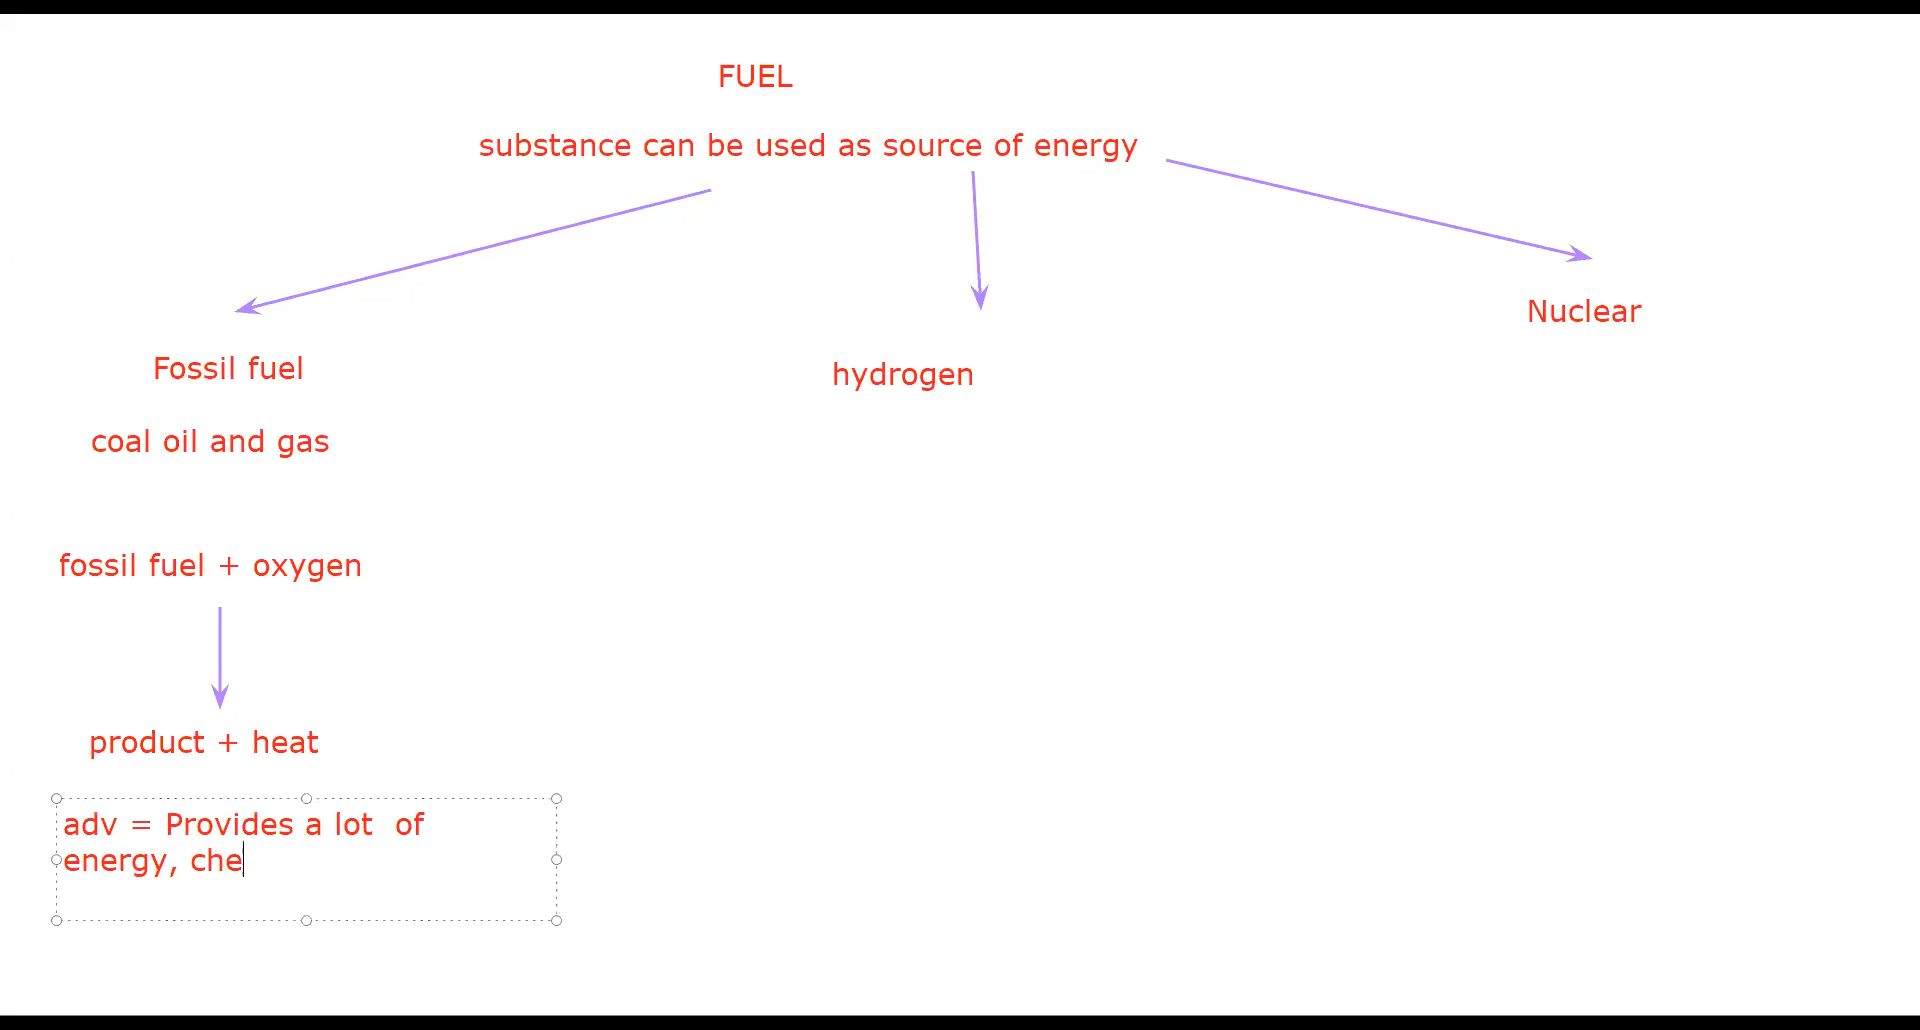 FUEL
substance can be used as source of energy
Nuclear
Fossil fuel
hydrogen
coal oil and gas
fossil fuel + oxygen
product + heat
adv = Provides a lot  of
energy, che